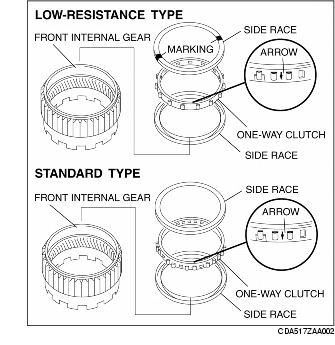 LOW-RESISTANCE TYPE
SIDE RACE
FRONT INTERNAL GEAR
MARKING
ARROW
ONE-WAY CLUTCH
SIDE RACE
STANDARD TYPE
SIDE RACE
FRONT INTERNAL GEAR
ARROW
ONE-WAY CLUTCH
SIDE RACE
CDA517ZAA002